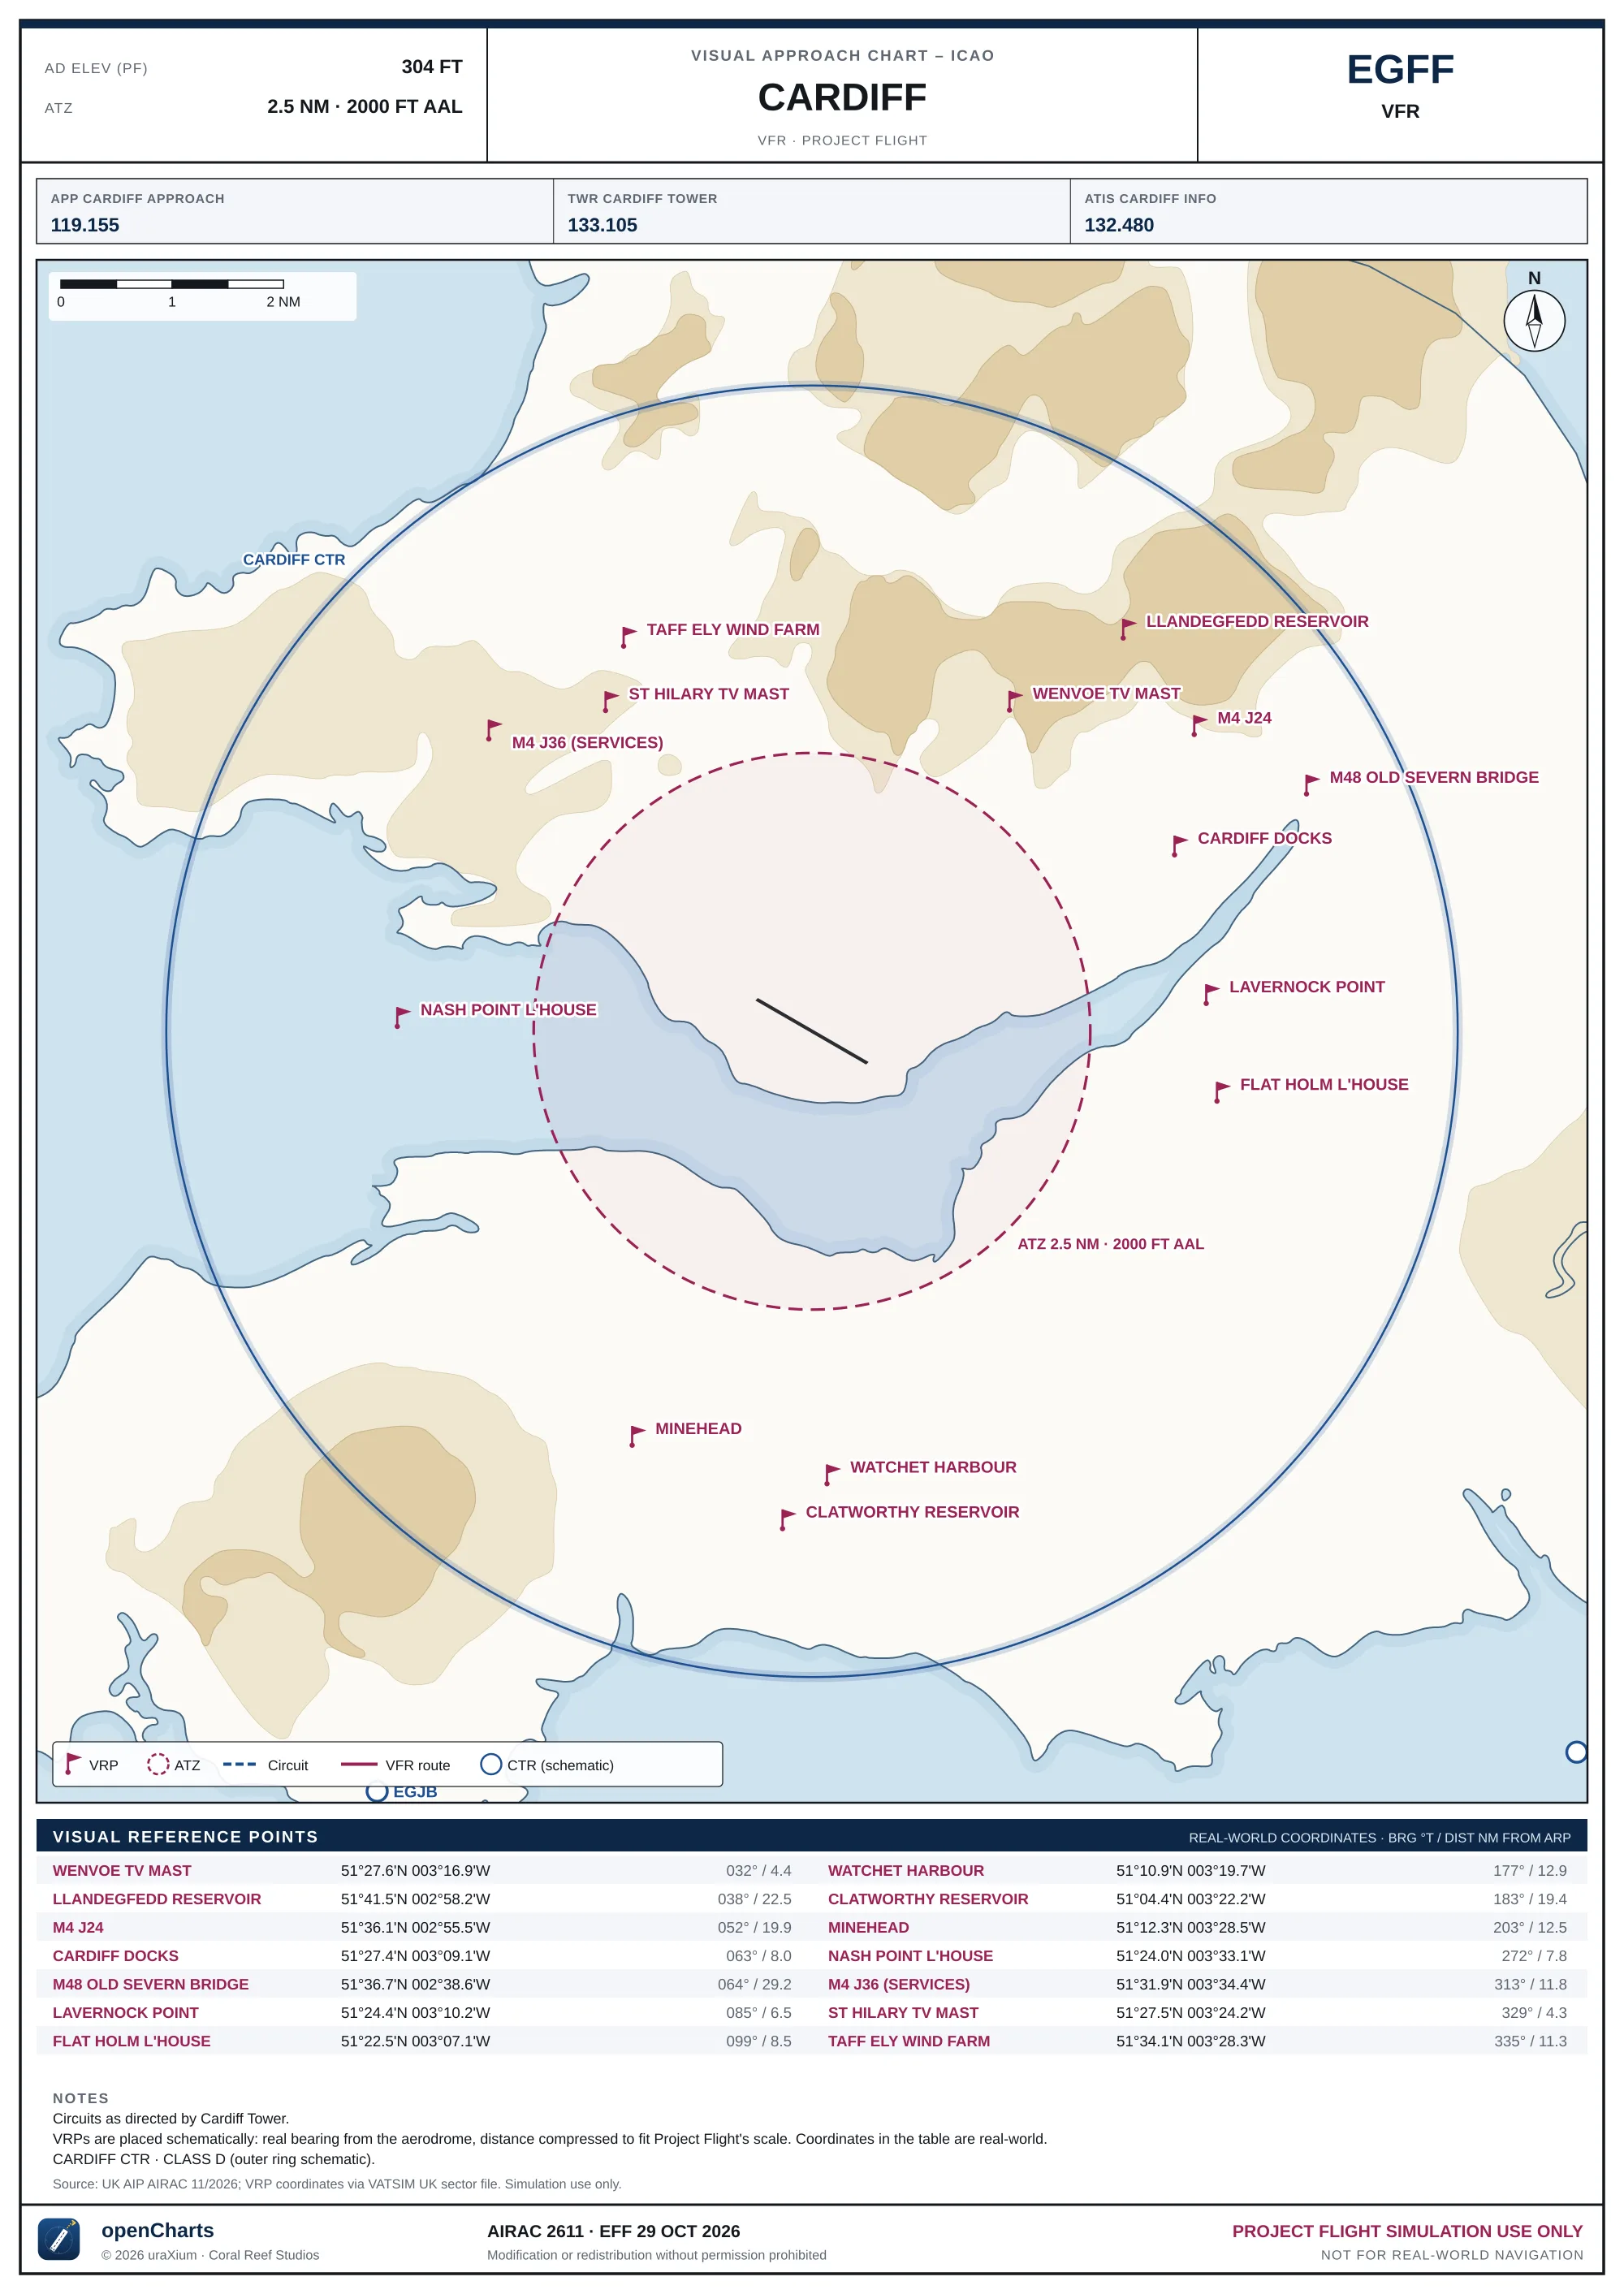 AD ELEV (PF) 304 FT
ATZ 2.5 NM · 2000 FT AAL
VISUAL APPROACH CHART – ICAO
CARDIFF
VFR · PROJECT FLIGHT
EGFF
VFR
APP CARDIFF APPROACH
119.155
TWR CARDIFF TOWER
133.105
ATIS CARDIFF INFO
132.480
0 1 2 NM
N
CARDIFF CTR
TAFF ELY WIND FARM
LLANDEGFEDD RESERVOIR
ST HILARY TV MAST
WENVOE TV MAST
M4 J24
M4 J36 (SERVICES)
M48 OLD SEVERN BRIDGE
CARDIFF DOCKS
LAVERNOCK POINT
NASH POINT L'HOUSE
FLAT HOLM L'HOUSE
ATZ 2.5 NM · 2000 FT AAL
MINEHEAD
WATCHET HARBOUR
CLATWORTHY RESERVOIR
VRP ATZ Circuit VFR route CTR (schematic)
EGJB
VISUAL REFERENCE POINTS REAL-WORLD COORDINATES · BRG °T / DIST NM FROM ARP
WENVOE TV MAST 51°27.6'N 003°16.9'W 032° / 4.4 WATCHET HARBOUR 51°10.9'N 003°19.7'W 177° / 12.9
LLANDEGFEDD RESERVOIR 51°41.5'N 002°58.2'W 038° / 22.5 CLATWORTHY RESERVOIR 51°04.4'N 003°22.2'W 183° / 19.4
M4 J24 51°36.1'N 002°55.5'W 052° / 19.9 MINEHEAD 51°12.3'N 003°28.5'W 203° / 12.5
CARDIFF DOCKS 51°27.4'N 003°09.1'W 063° / 8.0 NASH POINT L'HOUSE 51°24.0'N 003°33.1'W 272° / 7.8
M48 OLD SEVERN BRIDGE 51°36.7'N 002°38.6'W 064° / 29.2 M4 J36 (SERVICES) 51°31.9'N 003°34.4'W 313° / 11.8
LAVERNOCK POINT 51°24.4'N 003°10.2'W 085° / 6.5 ST HILARY TV MAST 51°27.5'N 003°24.2'W 329° / 4.3
FLAT HOLM L'HOUSE 51°22.5'N 003°07.1'W 099° / 8.5 TAFF ELY WIND FARM 51°34.1'N 003°28.3'W 335° / 11.3
NOTES
Circuits as directed by Cardiff Tower.
VRPs are placed schematically: real bearing from the aerodrome, distance compressed to fit Project Flight's scale. Coordinates in the table are real-world.
CARDIFF CTR · CLASS D (outer ring schematic).
Source: UK AIP AIRAC 11/2026; VRP coordinates via VATSIM UK sector file. Simulation use only.
openCharts
© 2026 uraXium · Coral Reef Studios
AIRAC 2611 · EFF 29 OCT 2026
Modification or redistribution without permission prohibited
PROJECT FLIGHT SIMULATION USE ONLY
NOT FOR REAL-WORLD NAVIGATION